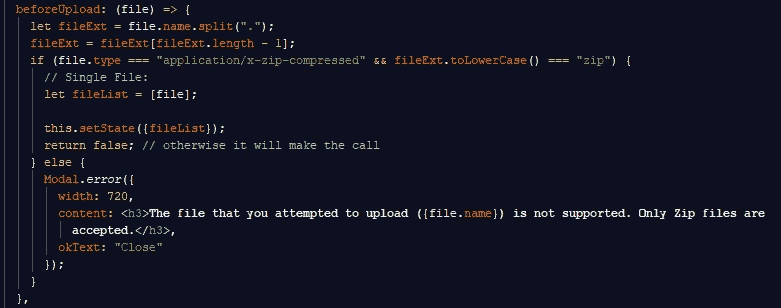 beforeUpload: (file) => {
let fileExt = file.name.split(".");
fileExt = fileExt[fileExt.length - 1];
if (file.type === "application/x-zip-compressed" && fileExt.toLowerCase() === "zip") {
// Single File:
let fileList = [file];
this.setState({fileList});
return false; // otherwise it will make the call
} else {
Modal.error({
width: 720,
content: <h3>The file that you attempted to upload ({file.name}) is not supported. Only Zip files are
accepted.</h3>,
okText: "Close"
});
}
},